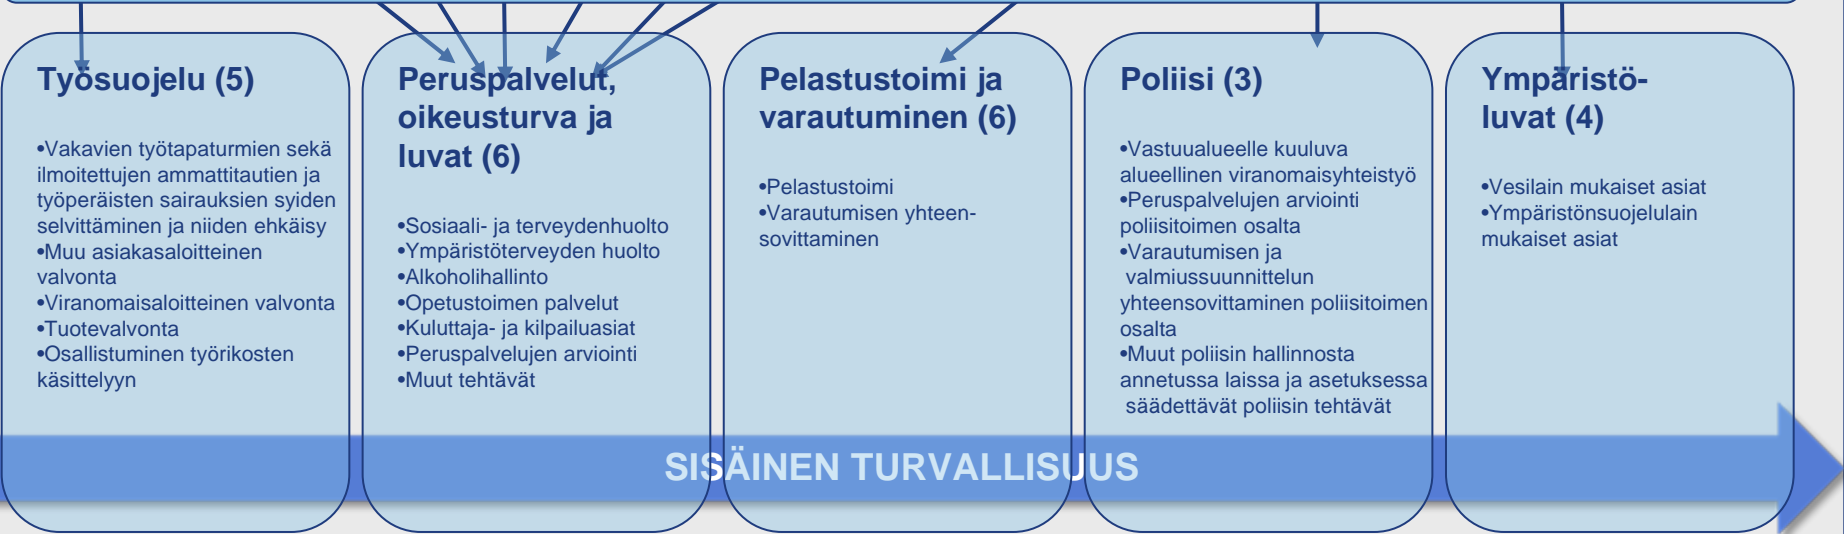 Työsuojelu (5)
•Vakavien työtapaturmien sekä
ilmoitettujen ammattitautien ja
työperäisten sairauksien syiden
selvittäminen ja niiden ehkäisy
•Muu asiakasaloitteinen
valvonta
•Viranomaisaloitteinen valvonta
•Tuotevalvonta
•Osallistuminen työrikosten
käsittelyyn
Peruspalvelut,
oikeusturva ja
luvat (6)
•Sosiaali- ja terveydenhuolto
•Ympäristöterveyden huolto
•Alkoholihallinto
•Opetustoimen palvelut
•Kuluttaja- ja kilpailuasiat
•Peruspalvelujen arviointi
•Muut tehtävät
Pelastustoimi ja
varautuminen (6)
•Pelastustoimi
•Varautumisen yhteen-
sovittaminen
Poliisi (3)
•Vastuualueelle kuuluva
alueellinen viranomaisyhteistyö
•Peruspalvelujen arviointi
poliisitoimen osalta
•Varautumisen ja
valmiussuunnittelun
yhteensovittaminen poliisitoimen
osalta
•Muut poliisin hallinnosta
annetussa laissa ja asetuksessa
säädettävät poliisin tehtävät
Ympäristö-
luvat (4)
•Vesilain mukaiset asiat
•Ympäristönsuojelulain
mukaiset asiat
SISÄINEN TURVALLISUUS